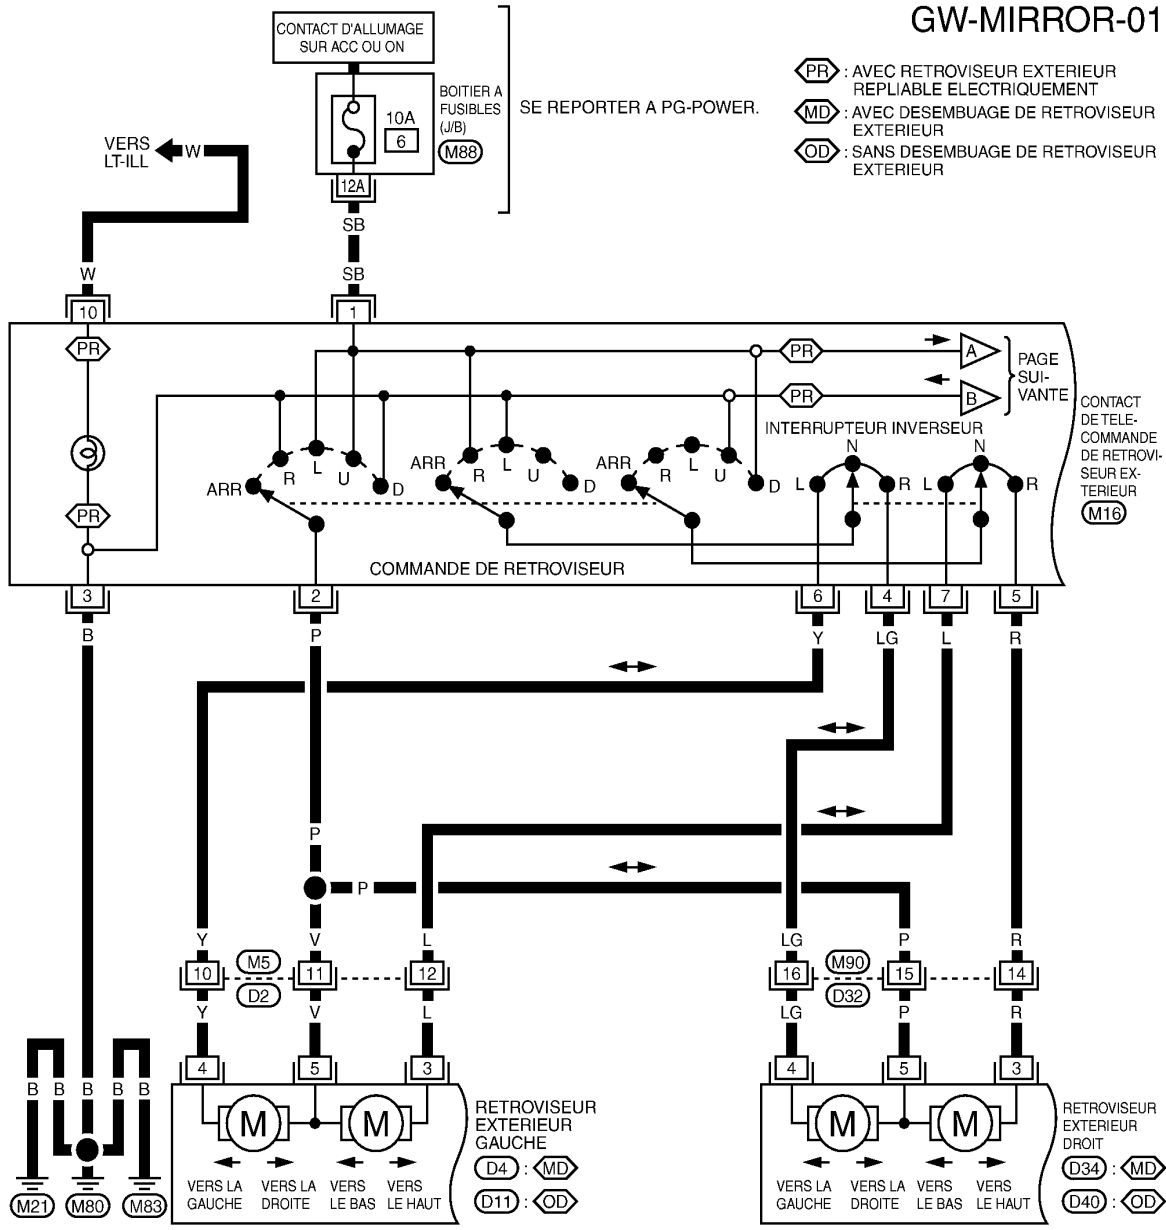 GW-MIRROR-01
CONTACT D'ALLUMAGE
SUR ACC OU ON
BOITIER A
FUSIBLES
(J/B)
M88
10A
6
12A
SE REPORTER A PG-POWER.
PR : AVEC RETROVISEUR EXTERIEUR
REPLIABLE ELECTRIQUEMENT
MD : AVEC DESEMBUAGE DE RETROVISEUR
EXTERIEUR
OD : SANS DESEMBUAGE DE RETROVISEUR
EXTERIEUR
VERS
LT-ILL
W
SB
W
SB
10
1
PR
PR
A
PR
B
PAGE
SUI-
VANTE
CONTACT
DE TELE-
COMMANDE
DE RETROVI-
SEUR EX-
TERIEUR
M16
INTERRUPTEUR INVERSEUR
ARR R L U D
ARR R L U D
ARR R L U D
L N R
L N R
PR
COMMANDE DE RETROVISEUR
3
2
6
4
7
5
B
P
Y
LG
L
R
P
P
Y
V
L
LG
P
R
10
M5
D2
11
12
16
M90
D32
15
14
Y
V
L
LG
P
R
4
5
3
4
5
3
B
B
B
B
B
M
M
M
M
RETROVISEUR
EXTERIEUR
GAUCHE
D4 : MD
D11 : OD
RETROVISEUR
EXTERIEUR
DROIT
D34 : MD
D40 : OD
VERS LA
GAUCHE
VERS LA
DROITE
VERS
LE BAS
VERS
LE HAUT
VERS LA
GAUCHE
VERS LA
DROITE
VERS
LE BAS
VERS
LE HAUT
M21
M80
M83